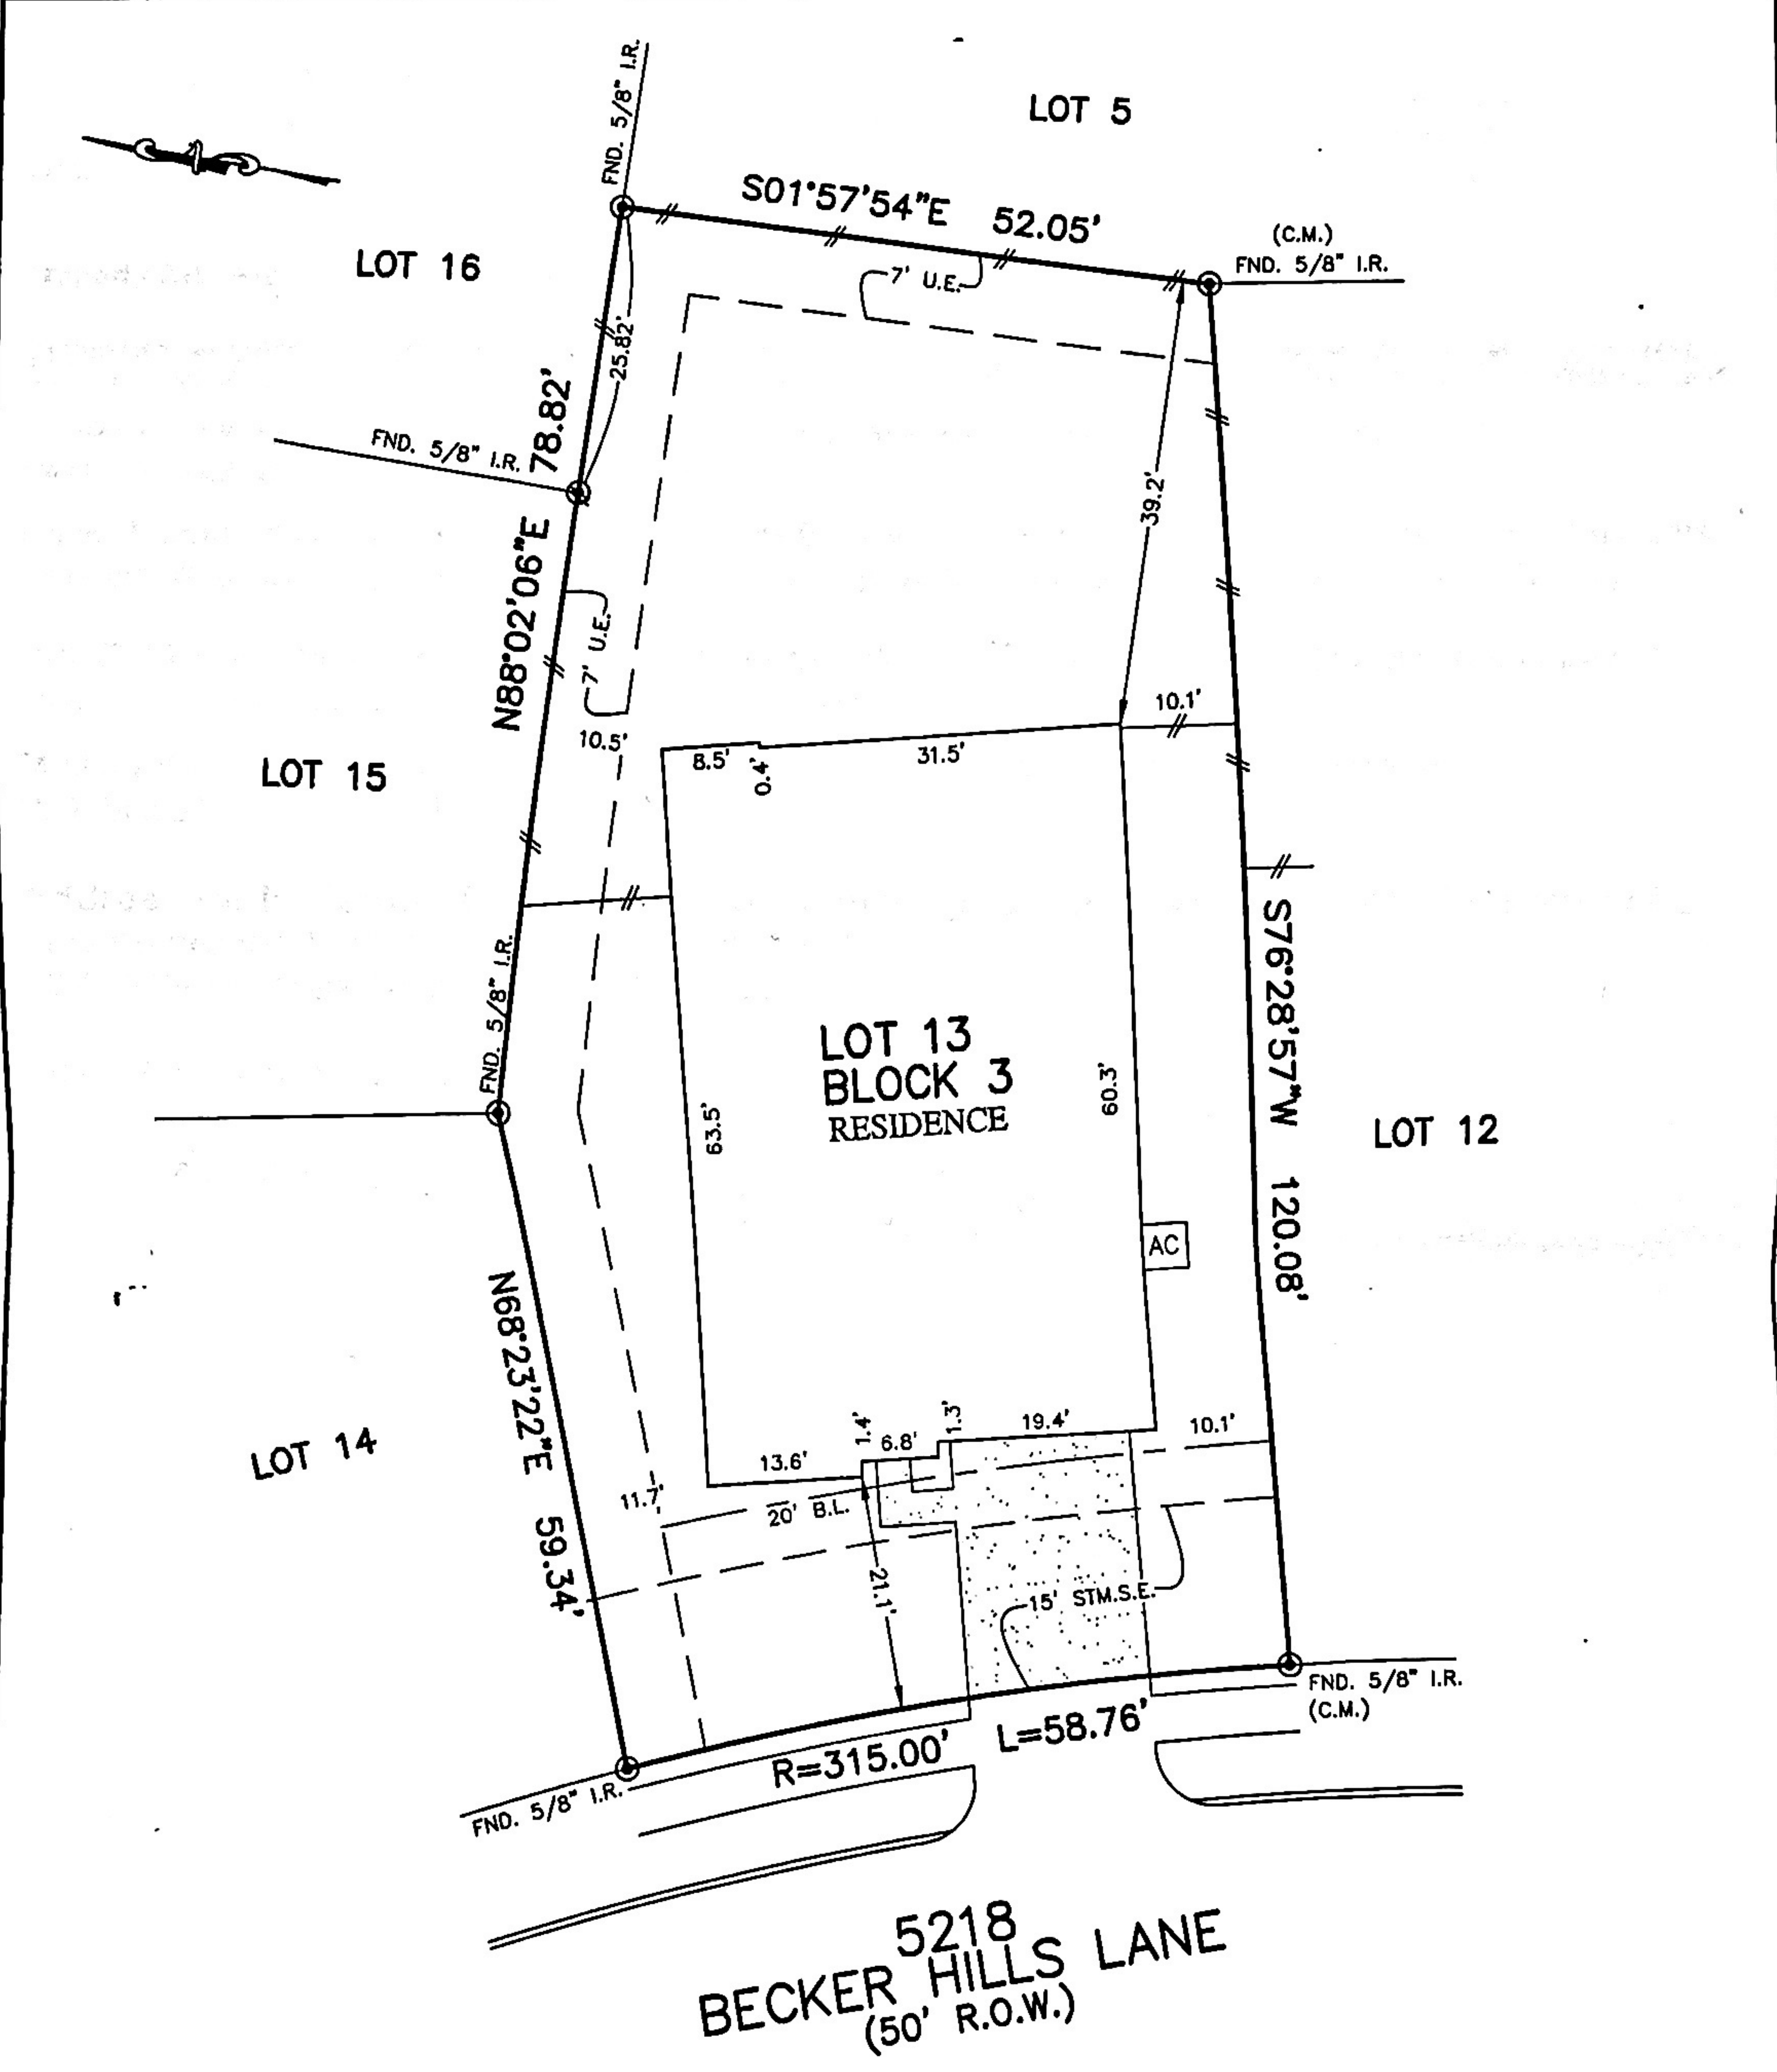 LOT 5
FND. 5/8" I.R.
S01°57'54"E 52.05'
(C.M.)
FND. 5/8" I.R.
LOT 16
7' U.E.
25.82'
78.82'
FND. 5/8" I.R.
39.2'
N88°02'06"E
7' U.E.
10.1'
10.5'
8.5'
0.4'
31.5'
LOT 15
FND. 5/8" I.R.
S76°28'57"W 120.08'
LOT 13
BLOCK 3
RESIDENCE
63.5'
60.3'
LOT 12
AC
N68°23'22"E 59.34'
LOT 14
1.4'
6.8'
1.3'
19.4'
10.1'
13.6'
11.7'
20' B.L.
21.1'
15' STM.S.E.
FND. 5/8" I.R.
(C.M.)
R=315.00' L=58.76'
FND. 5/8" I.R.
5218
BECKER HILLS LANE
(50' R.O.W.)